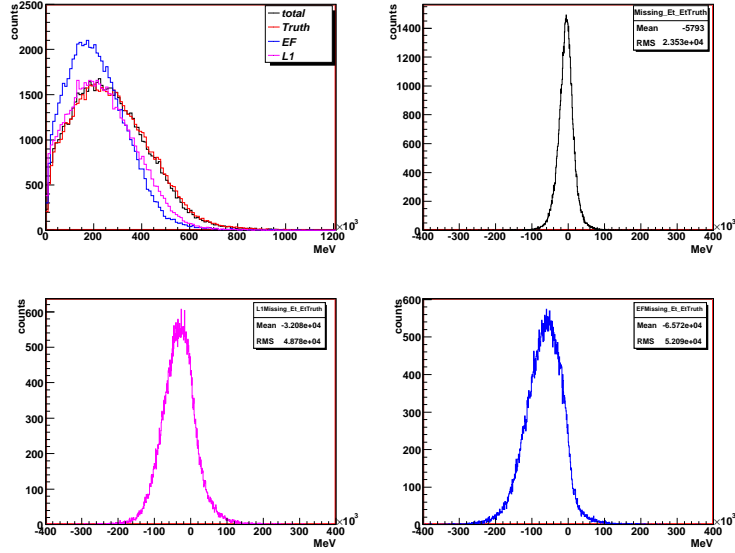 counts
2500
2000
1500
1000
500
0
total
Truth
EF
L1
0 200 400 600 800 1000 1200
×10³
MeV
counts
1400
1200
1000
800
600
400
200
0
Missing_Et_EtTruth
Mean -5793
RMS 2.353e+04
-400 -300 -200 -100 0 100 200 300 400
×10³
MeV
counts
600
500
400
300
200
100
0
L1Missing_Et_EtTruth
Mean -3.208e+04
RMS 4.878e+04
-400 -300 -200 -100 0 100 200 300 400
×10³
MeV
counts
600
500
400
300
200
100
0
EFMissing_Et_EtTruth
Mean -6.572e+04
RMS 5.209e+04
-400 -300 -200 -100 0 100 200 300 400
×10³
MeV